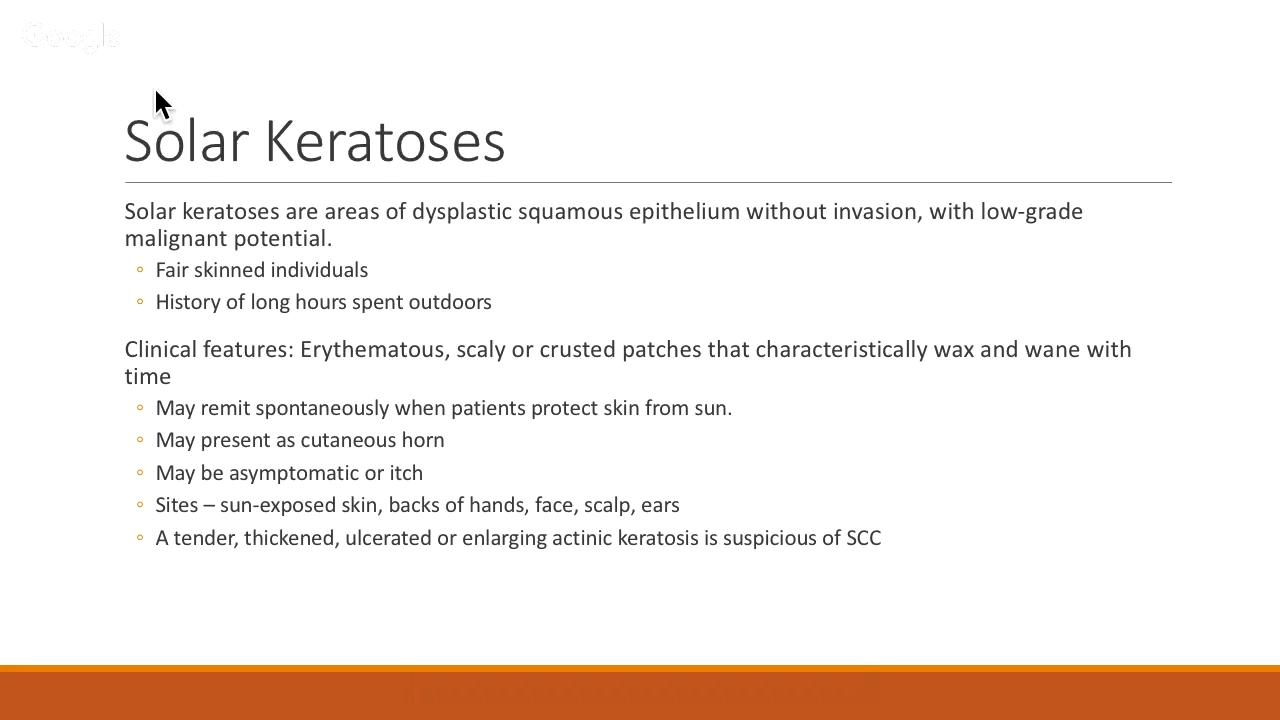 Google
Solar Keratoses
Solar keratoses are areas of dysplastic squamous epithelium without invasion, with low-grade
malignant potential.
◦ Fair skinned individuals
◦ History of long hours spent outdoors
Clinical features: Erythematous, scaly or crusted patches that characteristically wax and wane with
time
◦ May remit spontaneously when patients protect skin from sun.
◦ May present as cutaneous horn
◦ May be asymptomatic or itch
◦ Sites – sun-exposed skin, backs of hands, face, scalp, ears
◦ A tender, thickened, ulcerated or enlarging actinic keratosis is suspicious of SCC